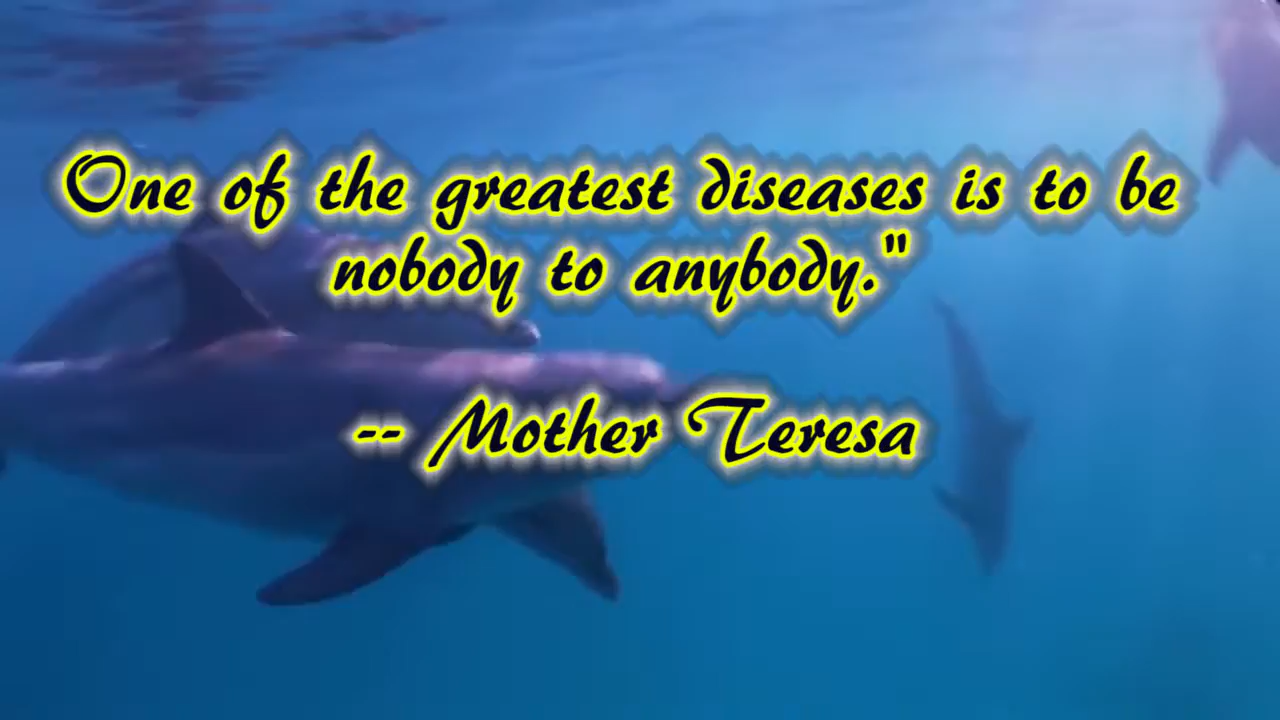 One of the greatest diseases is to be
nobody to anybody."
-- Mother Teresa